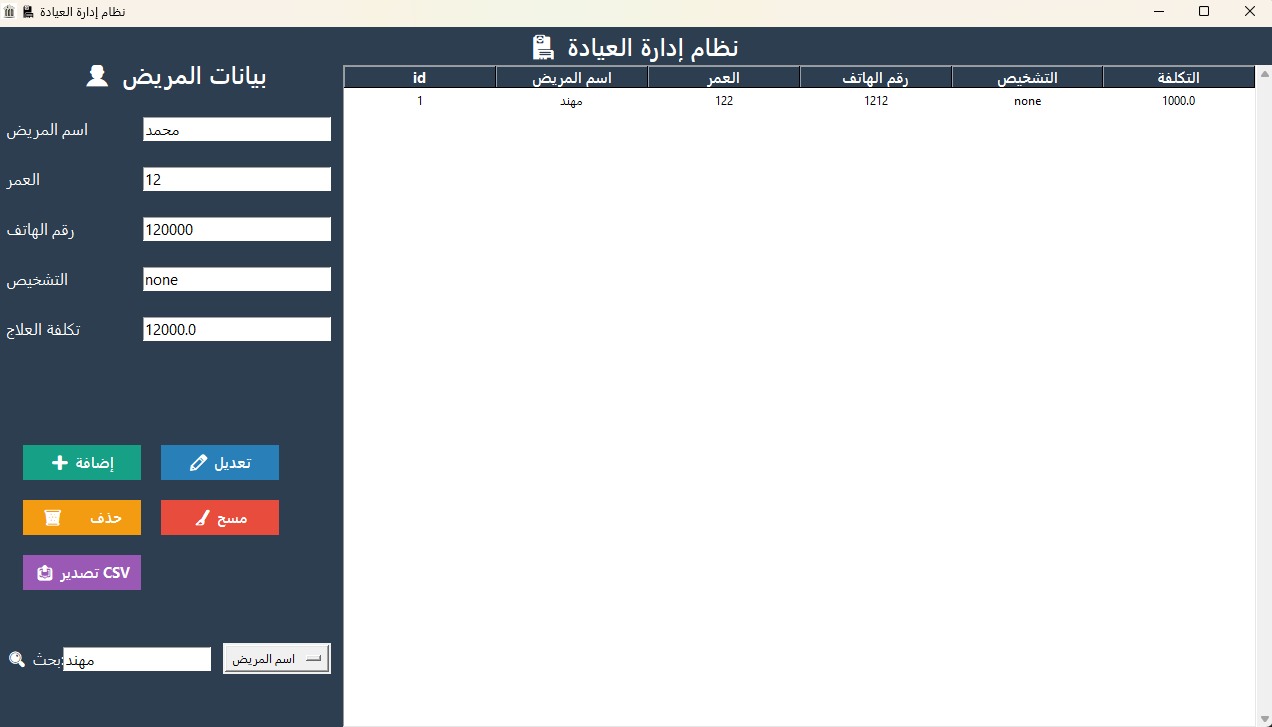 نظام إدارة العيادة
نظام إدارة العيادة
بيانات المريض
اسم المريض محمد
العمر 12
رقم الهاتف 120000
التشخيص none
تكلفة العلاج 12000.0
إضافة تعديل
حذف مسح
تصدير CSV
بحث: مهند اسم المريض
id اسم المريض العمر رقم الهاتف التشخيص التكلفة
1 مهند 122 1212 none 1000.0